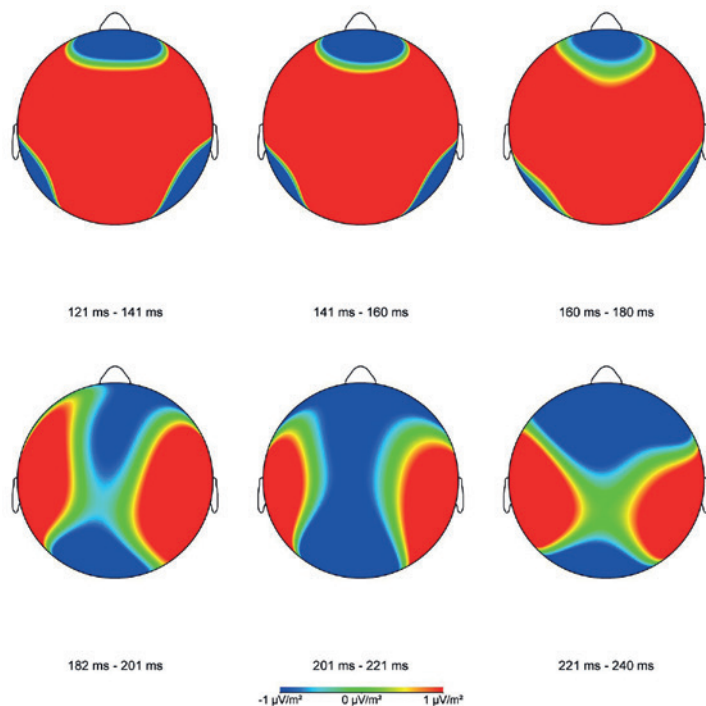 121 ms - 141 ms
141 ms - 160 ms
160 ms - 180 ms
182 ms - 201 ms
201 ms - 221 ms
221 ms - 240 ms
-1 µV/m² 0 µV/m² 1 µV/m²